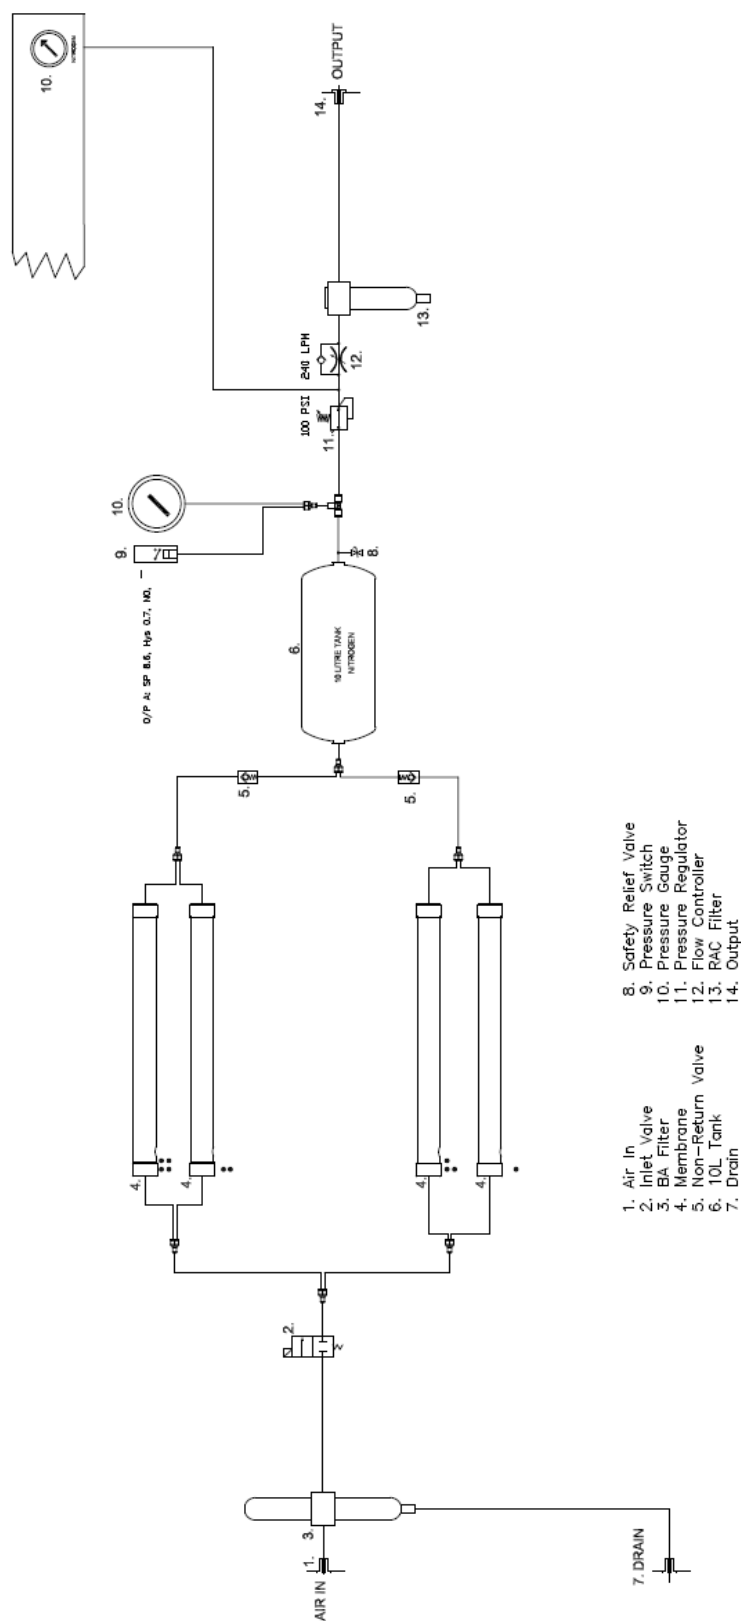 10.
NITROGEN
14.
OUTPUT
13.
240 LPM
12.
100 PSI
11.
10.
9.
O/P A: SP 8.5, Hys 0.7, NO,
8.
6.
10 LITRE TANK
NITROGEN
5.
5.
4.
4.
4.
4.
2.
3.
1.
AIR IN
7. DRAIN
1. Air In
2. Inlet Valve
3. BA Filter
4. Membrane
5. Non-Return Valve
6. 10L Tank
7. Drain
8. Safety Relief Valve
9. Pressure Switch
10. Pressure Gauge
11. Pressure Regulator
12. Flow Controller
13. RAC Filter
14. Output